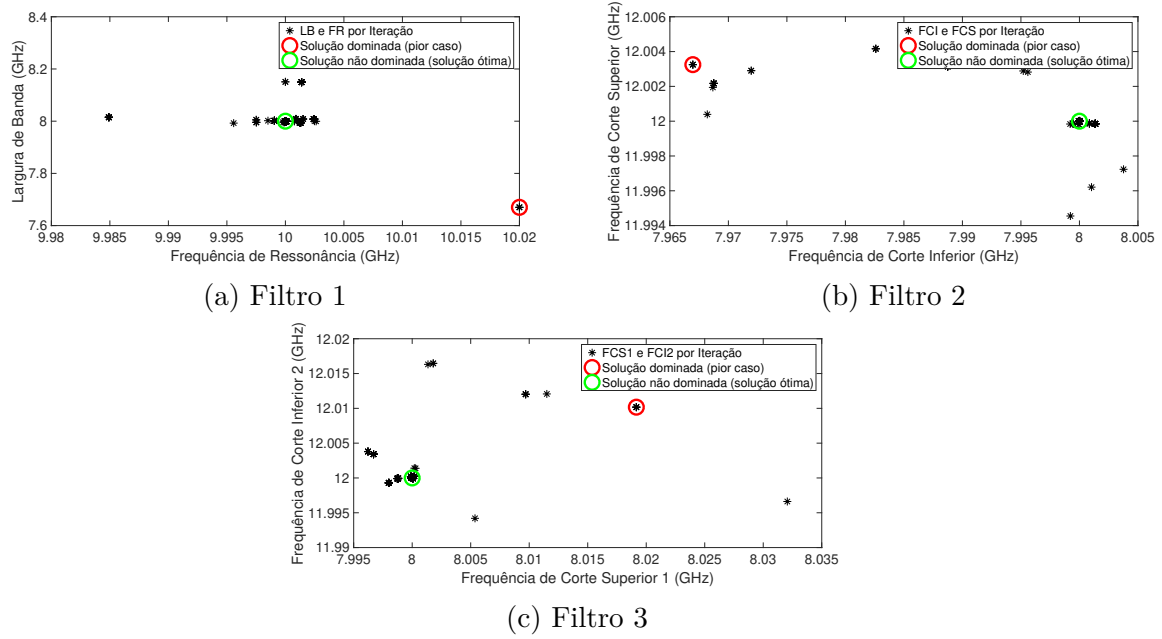 8.4
8.2
8
7.8
7.6
Largura de Banda (GHz)
LB e FR por Iteração
Solução dominada (pior caso)
Solução não dominada (solução ótima)
9.98 9.985 9.99 9.995 10 10.005 10.01 10.015 10.02
Frequência de Ressonância (GHz)
(a) Filtro 1
12.006
12.004
12.002
12
11.998
11.996
11.994
Frequência de Corte Superior (GHz)
FCI e FCS por Iteração
Solução dominada (pior caso)
Solução não dominada (solução ótima)
7.965 7.97 7.975 7.98 7.985 7.99 7.995 8 8.005
Frequência de Corte Inferior (GHz)
(b) Filtro 2
12.02
12.015
12.01
12.005
12
11.995
11.99
Frequência de Corte Inferior 2 (GHz)
FCS1 e FCI2 por Iteração
Solução dominada (pior caso)
Solução não dominada (solução ótima)
7.995 8 8.005 8.01 8.015 8.02 8.025 8.03 8.035
Frequência de Corte Superior 1 (GHz)
(c) Filtro 3